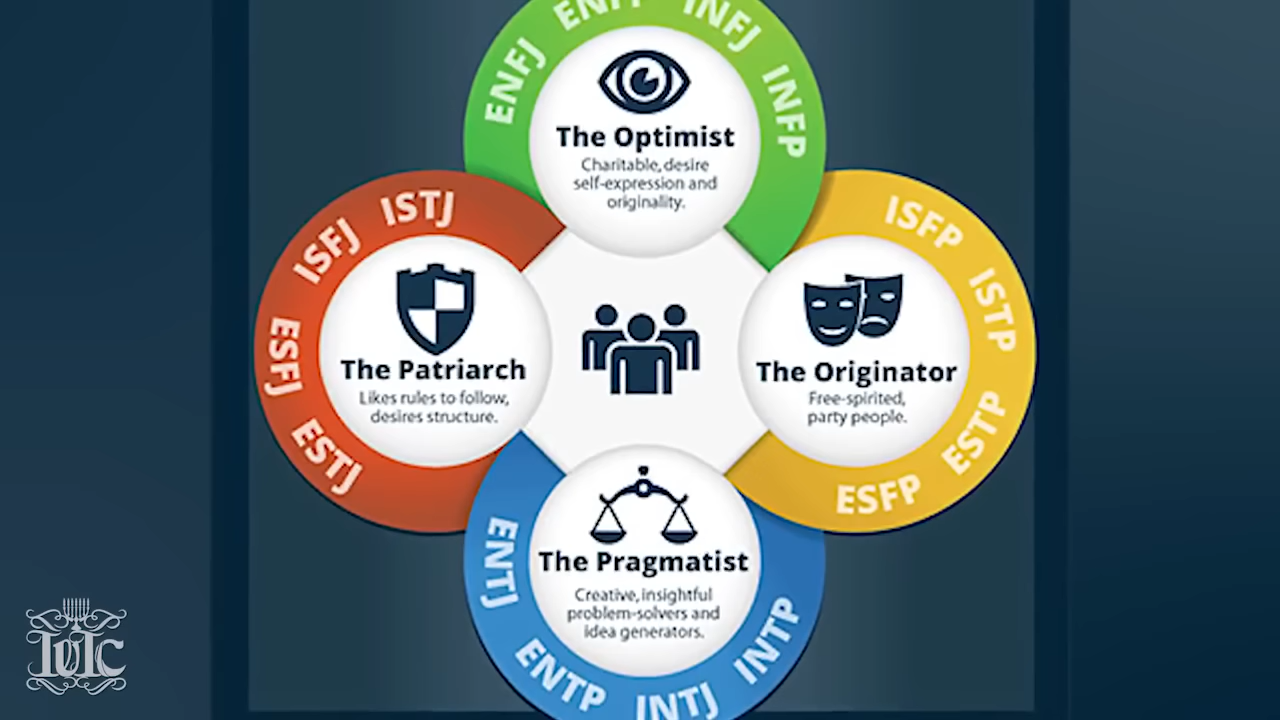 ENFJ
ENFP
INFJ
INFP
The Optimist
Charitable, desire
self-expression and
originality.
ISTJ
ISFJ
ESFJ
ESTJ
The Patriarch
Likes rules to follow,
desires structure.
ISFP
ISTP
ESTP
ESFP
The Originator
Free-spirited,
party people.
The Pragmatist
Creative, insightful
problem-solvers and
idea generators.
ENTJ
ENTP
INTJ
INTP
IUIC